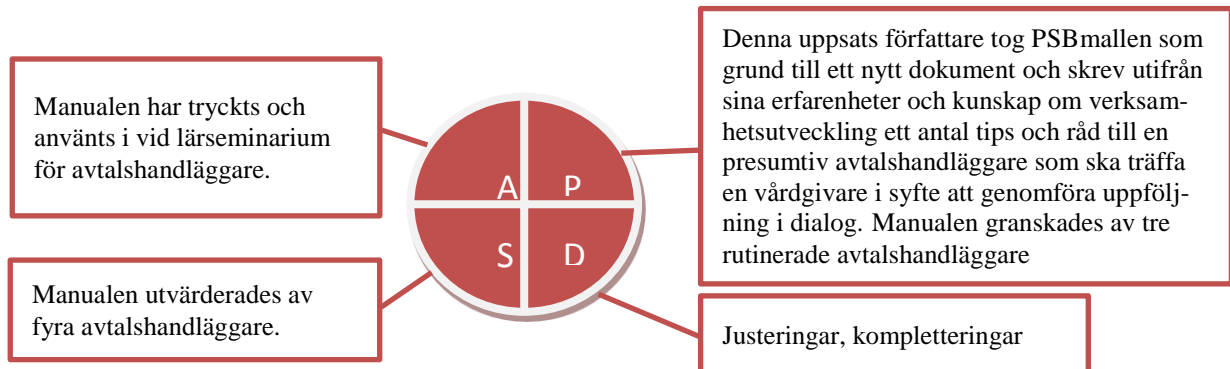 Denna uppsats författare tog PSBmallen som
grund till ett nytt dokument och skrev utifrån
sina erfarenheter och kunskap om verksam-
hetsutveckling ett antal tips och råd till en
presumtiv avtalshandläggare som ska träffa
en vårdgivare i syfte att genomföra uppfölj-
ning i dialog. Manualen granskades av tre
rutinerade avtalshandläggare
Manualen har tryckts och
använts i vid lärseminarium
för avtalshandläggare.
A P
S D
Manualen utvärderades av
fyra avtalshandläggare.
Justeringar, kompletteringar